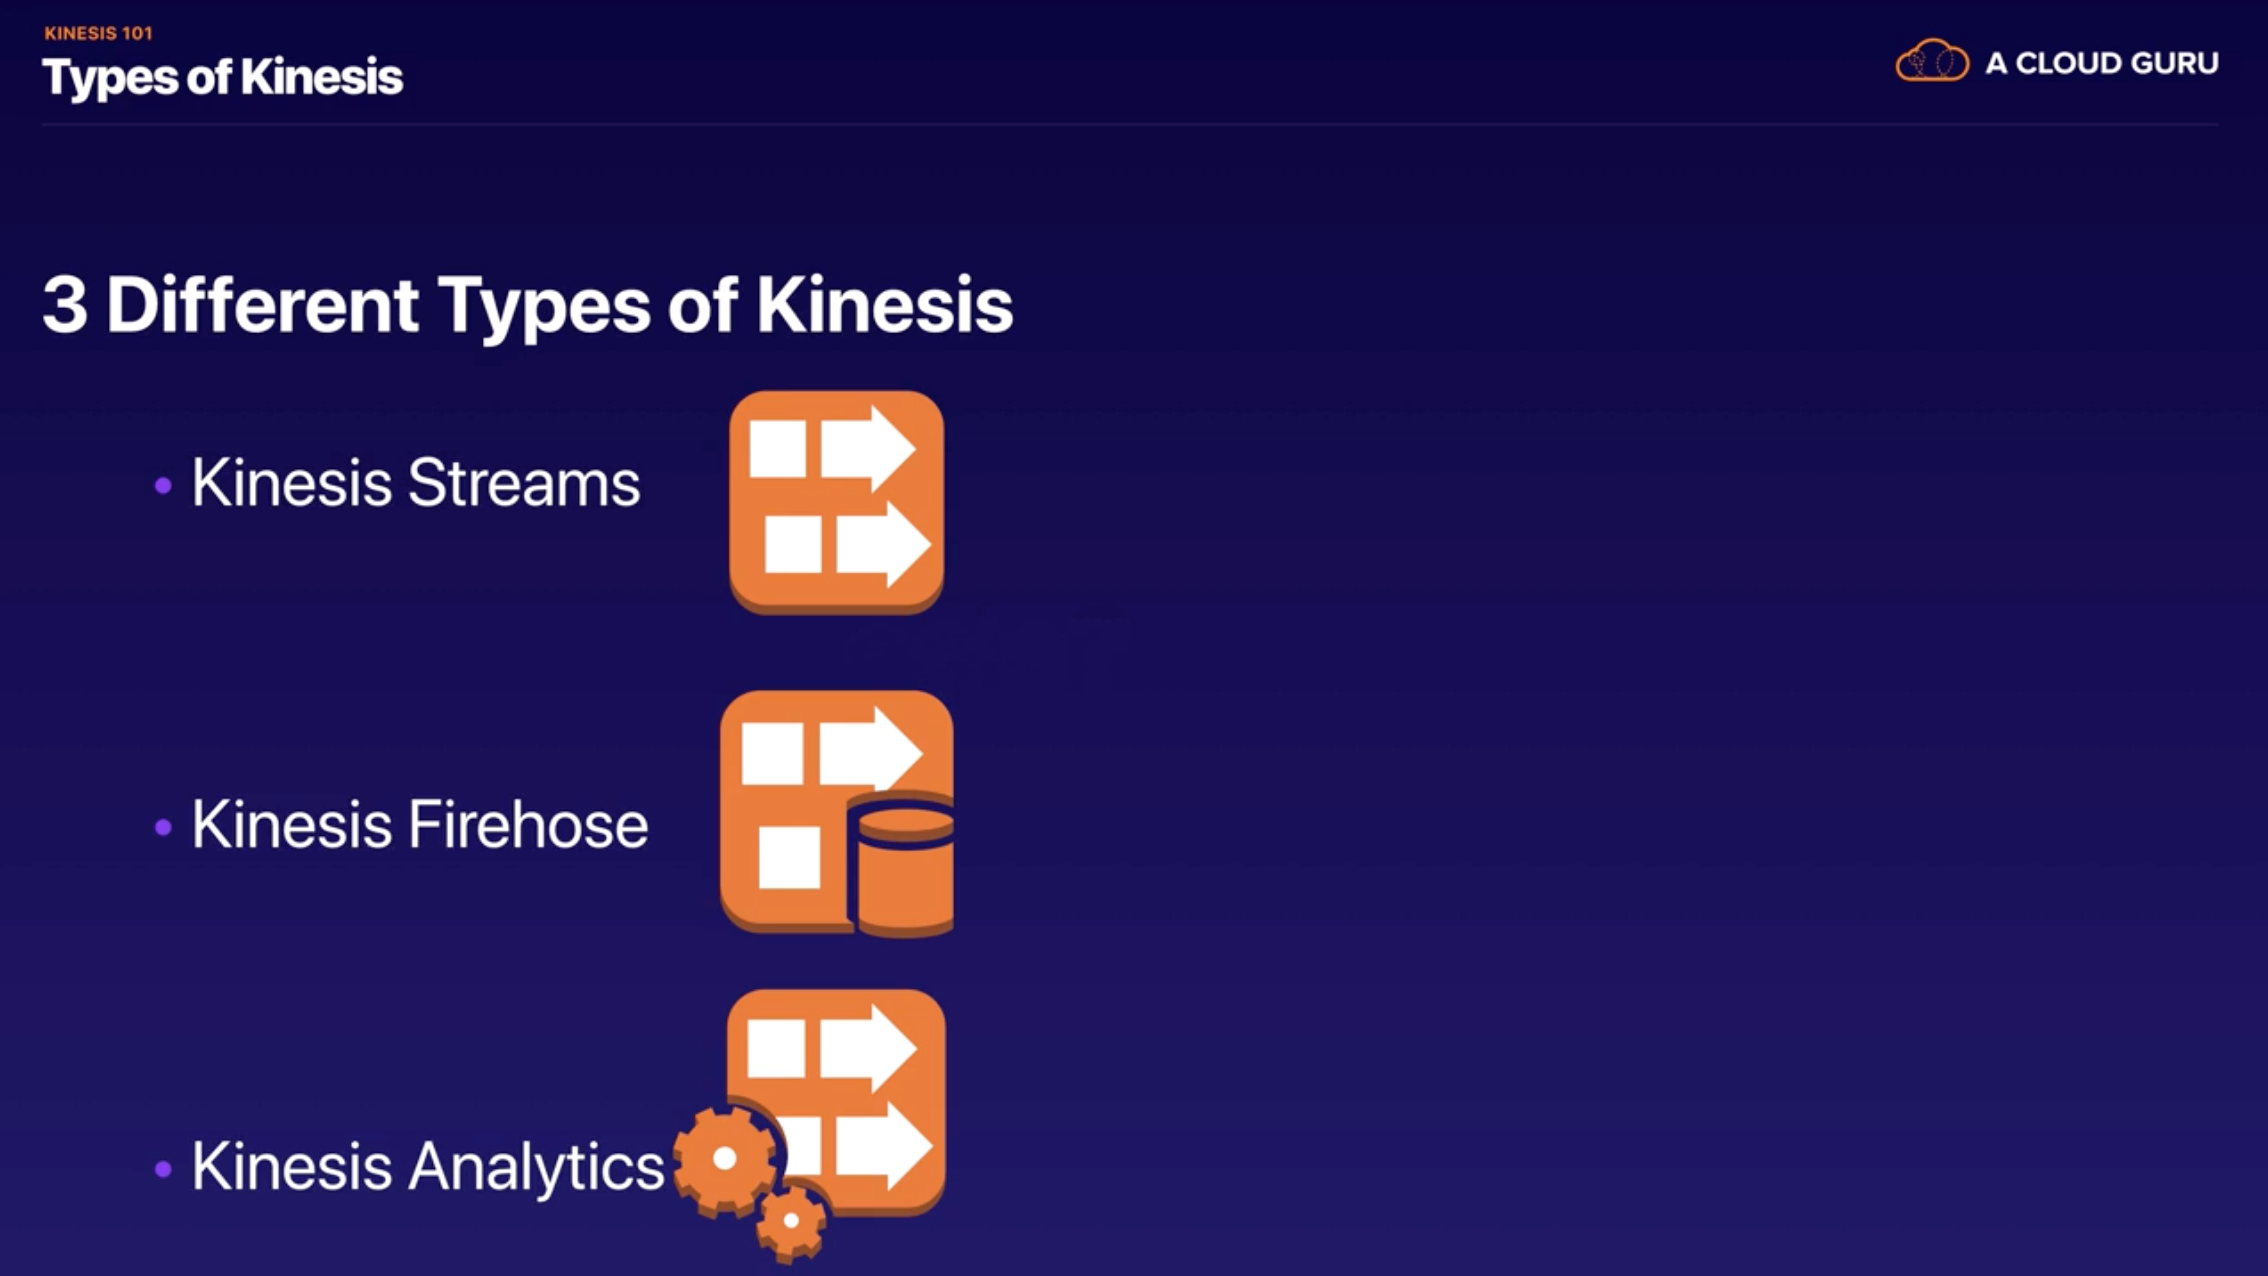 KINESIS 101
Types of Kinesis
A CLOUD GURU
3 Different Types of Kinesis
• Kinesis Streams
• Kinesis Firehose
• Kinesis Analytics